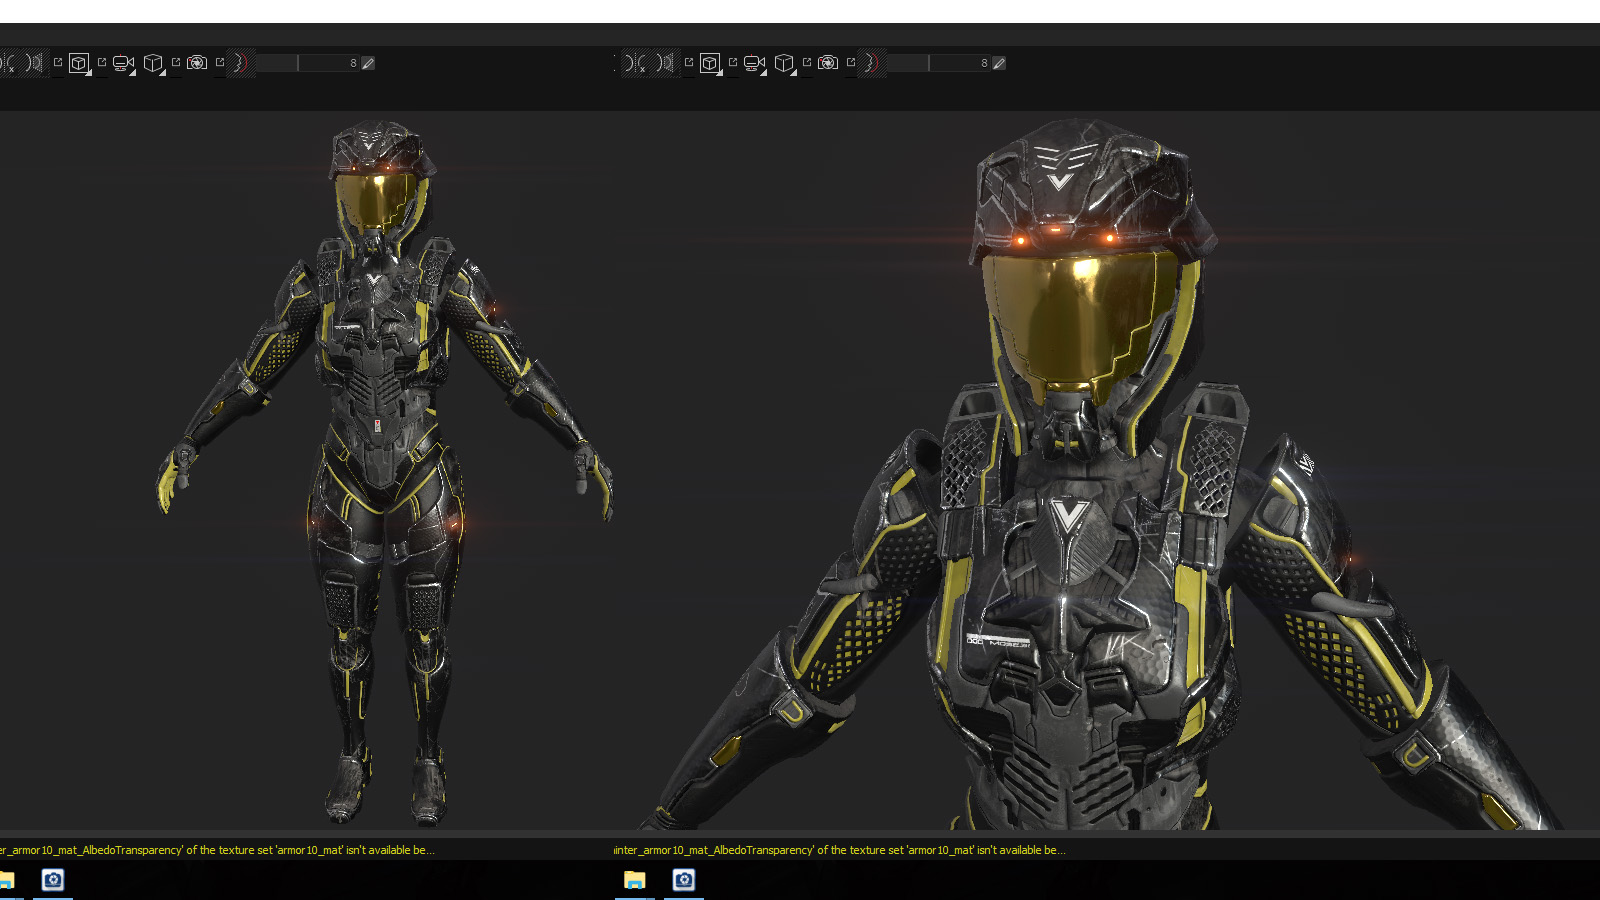 8
8
er_armor10_mat_AlbedoTransparency' of the texture set 'armor10_mat' isn't available be...
inter_armor10_mat_AlbedoTransparency' of the texture set 'armor10_mat' isn't available be...